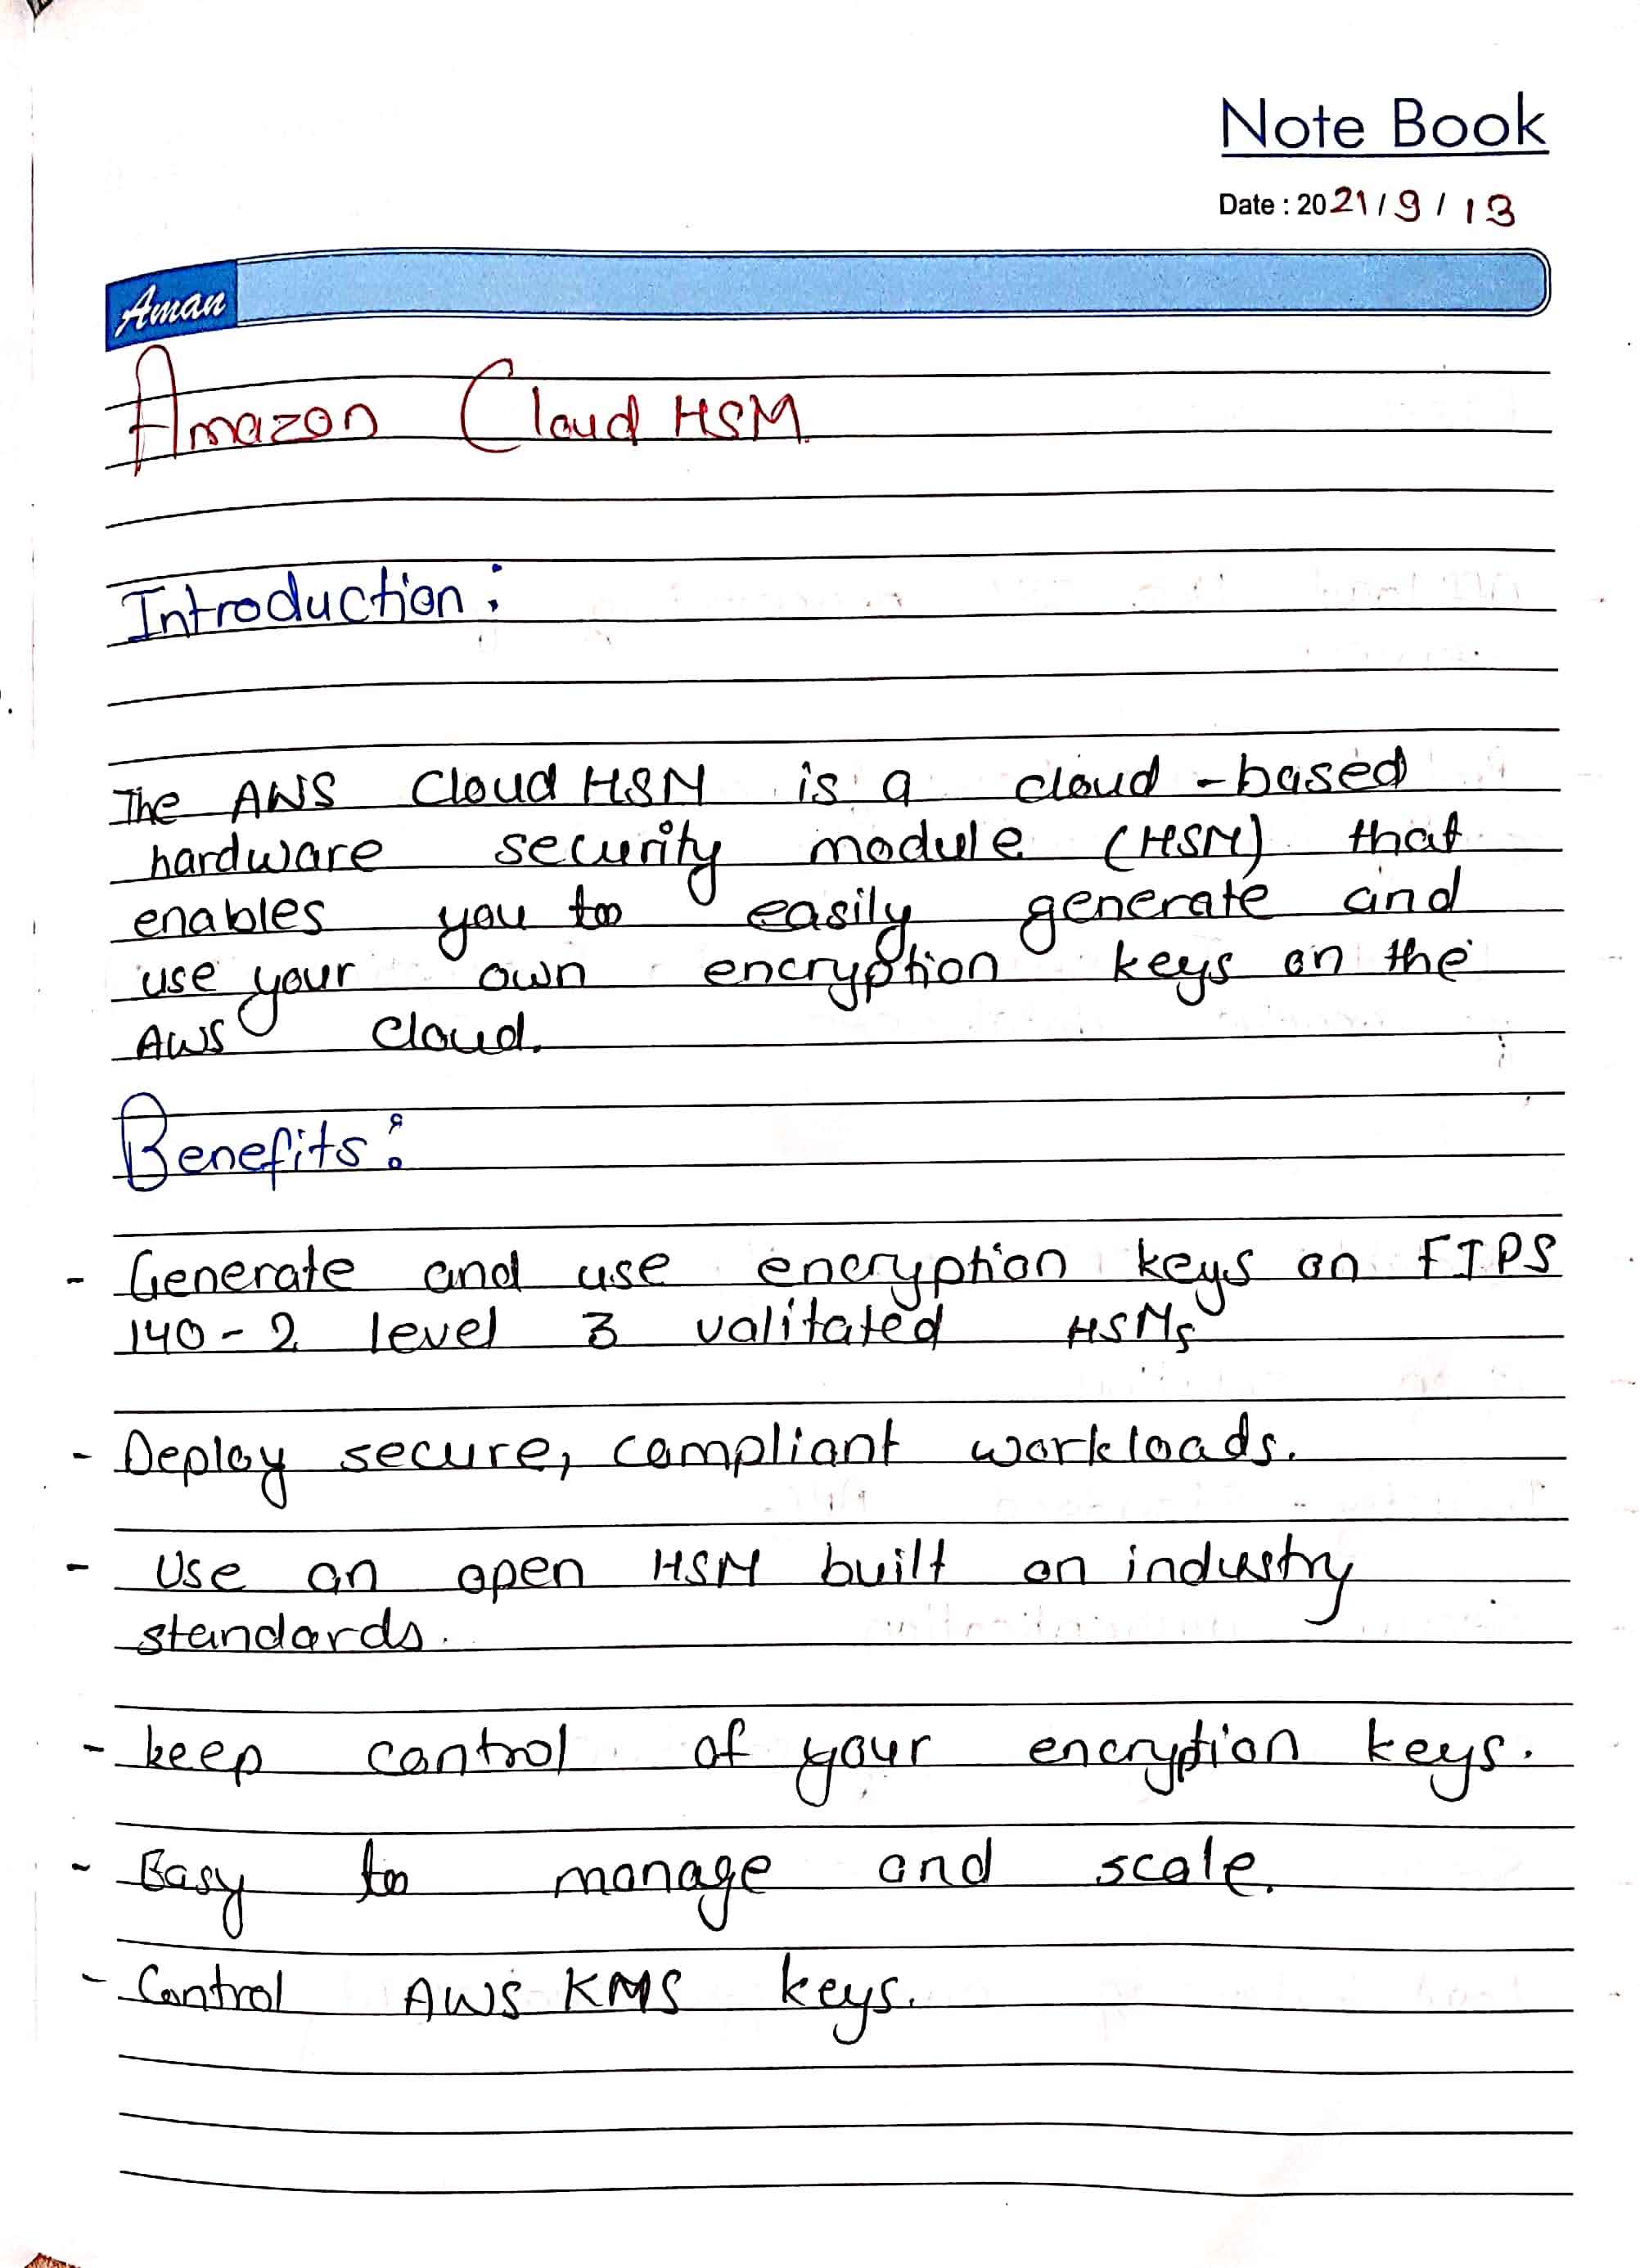 Note Book
Date : 2021 / 9 / 13
Aman
Amazon Cloud HSM
Introduction :
The AWS Cloud HSM is a cloud-based
hardware security module (HSM) that
enables you to easily generate and
use your own encryption keys on the
AWS Cloud.
Benefits :
- Generate and use encryption keys on FIPS
140-2 level 3 valitated HSMs
- Deploy secure, compliant workloads.
- Use an open HSM built on industry
standards.
- keep control of your encryption keys.
- Easy to manage and scale.
- Control AWS KMS keys.